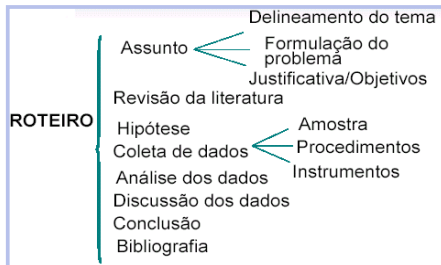 ROTEIRO
Assunto
Delineamento do tema
Formulação do
problema
Justificativa/Objetivos
Revisão da literatura
Hipótese
Coleta de dados
Amostra
Procedimentos
Instrumentos
Análise dos dados
Discussão dos dados
Conclusão
Bibliografia